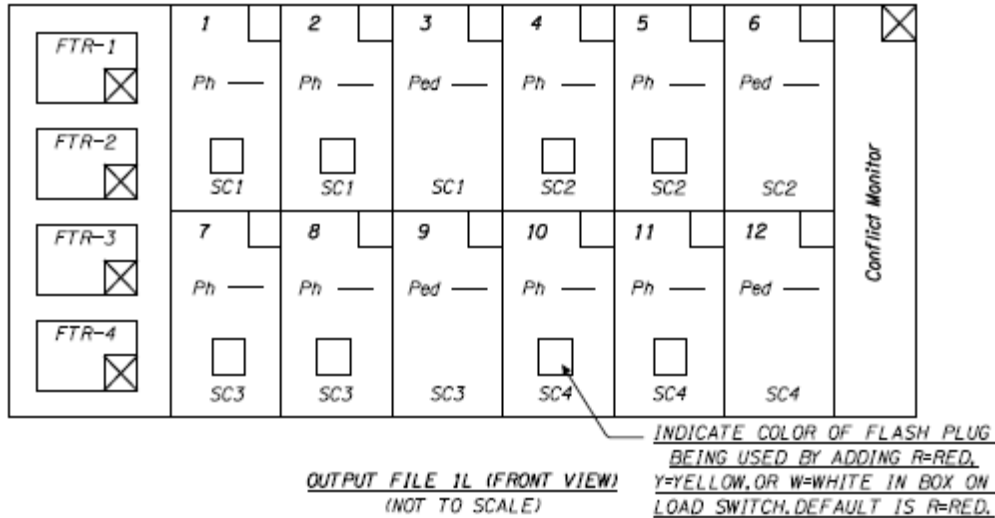 FTR-1
FTR-2
FTR-3
FTR-4
1 2 3 4 5 6
Ph Ph Ped Ph Ph Ped
SC1 SC1 SC1 SC2 SC2 SC2
7 8 9 10 11 12
Ph Ph Ped Ph Ph Ped
SC3 SC3 SC3 SC4 SC4 SC4
Conflict Monitor
INDICATE COLOR OF FLASH PLUG
BEING USED BY ADDING R=RED,
Y=YELLOW, OR W=WHITE IN BOX ON
LOAD SWITCH. DEFAULT IS R=RED.
OUTPUT FILE 1L (FRONT VIEW)
(NOT TO SCALE)